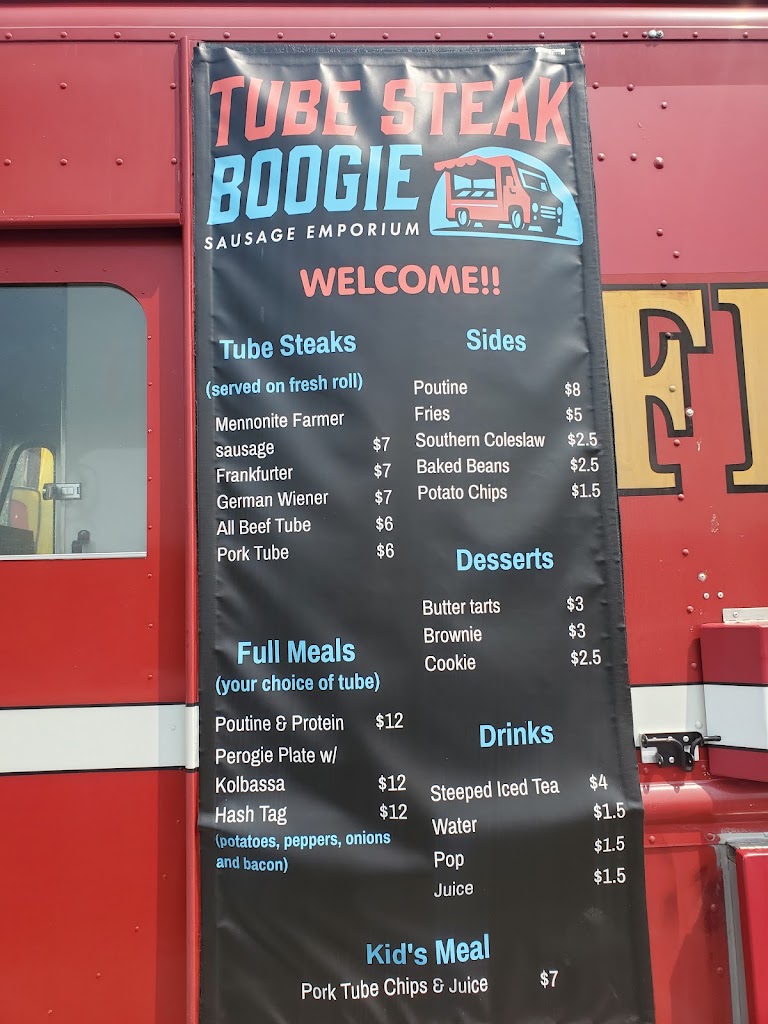 TUBE STEAK
BOOGIE
SAUSAGE EMPORIUM
WELCOME!!
Tube Steaks
(served on fresh roll)
Mennonite Farmer
sausage $7
Frankfurter $7
German Wiener $7
All Beef Tube $6
Pork Tube $6
Full Meals
(your choice of tube)
Poutine & Protein $12
Perogie Plate w/
Kolbassa $12
Hash Tag $12
(potatoes, peppers, onions
and bacon)
Sides
Poutine $8
Fries $5
Southern Coleslaw $2.5
Baked Beans $2.5
Potato Chips $1.5
Desserts
Butter tarts $3
Brownie $3
Cookie $2.5
Drinks
Steeped Iced Tea $4
Water $1.5
Pop $1.5
Juice $1.5
Kid's Meal
Pork Tube Chips & Juice $7
FI